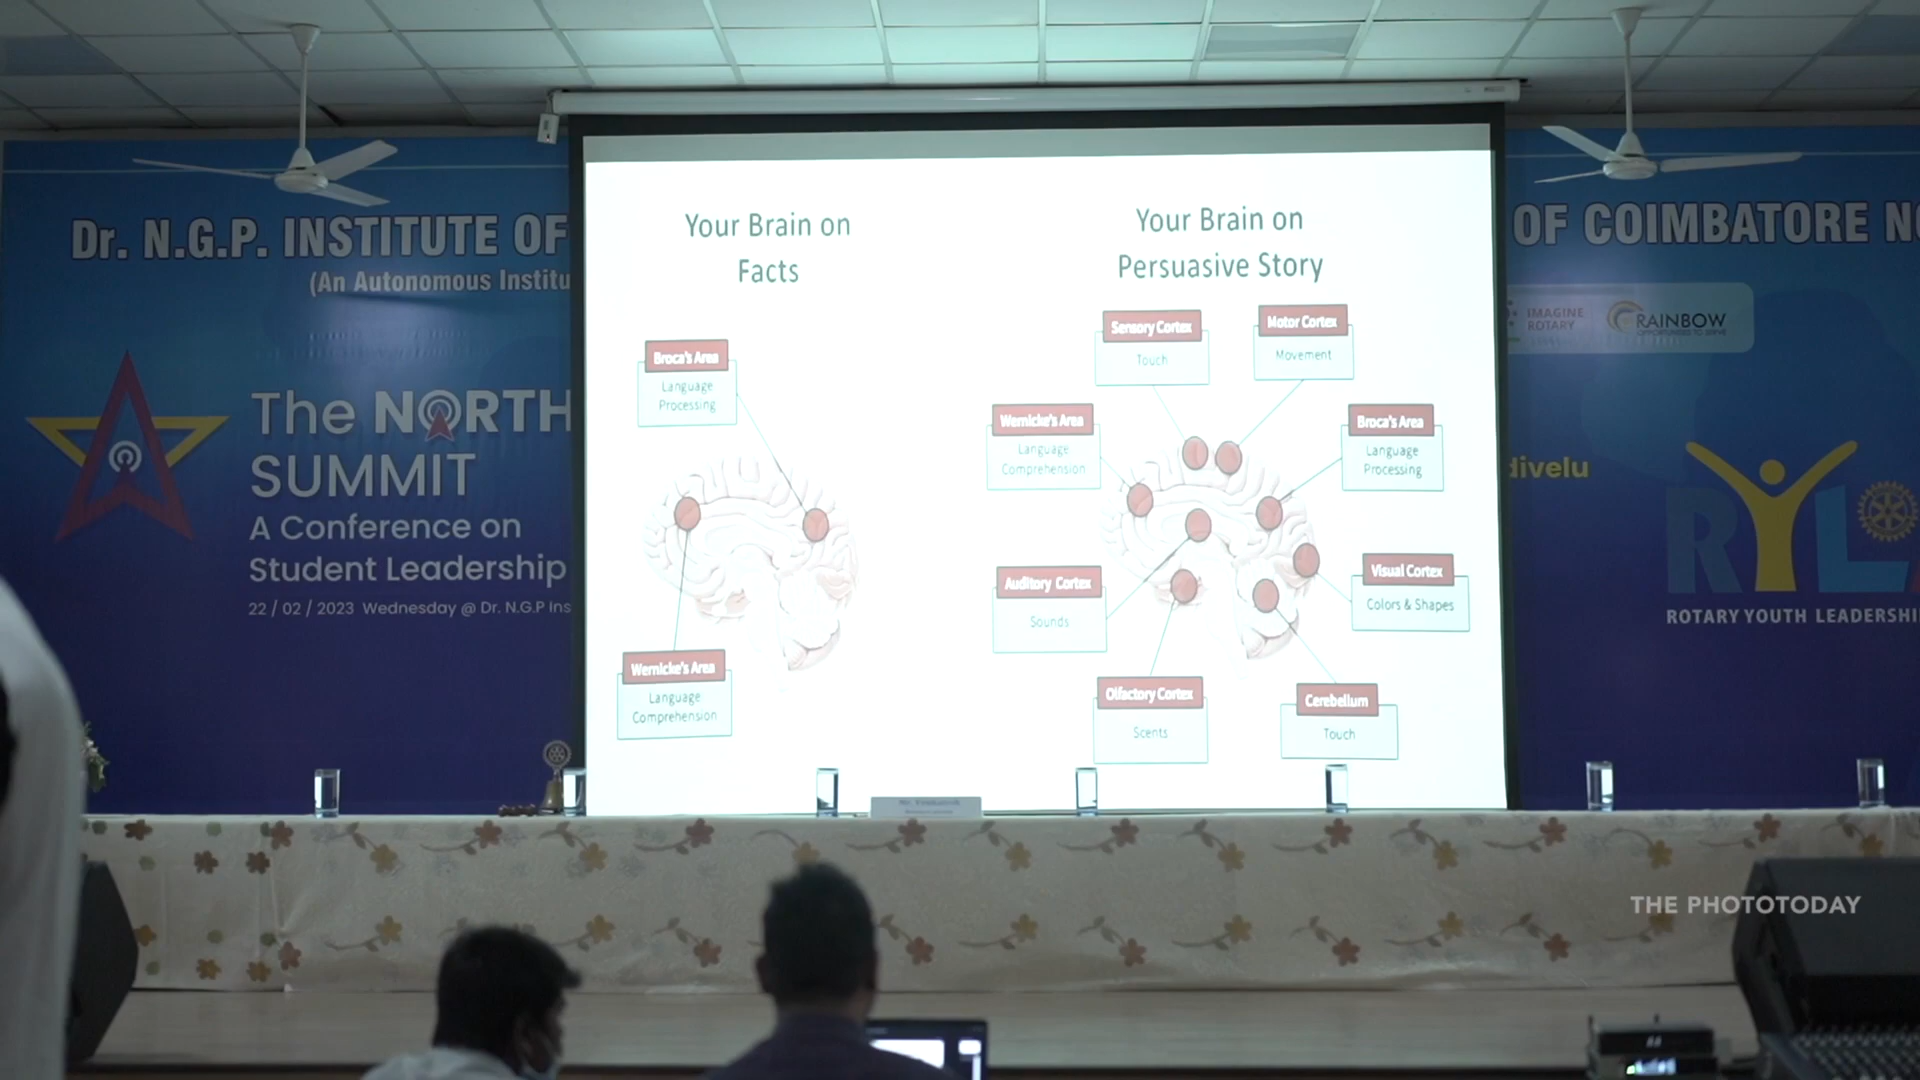 Dr. N.G.P. INSTITUTE OF
(An Autonomous Institu
The NORTH
SUMMIT
A Conference on
Student Leadership
22 / 02 / 2023 Wednesday @ Dr. N.G.P Ins
Your Brain on
Facts
Broca's Area
Language
Processing
Wernicke's Area
Language
Comprehension
Your Brain on
Persuasive Story
Sensory Cortex
Touch
Motor Cortex
Movement
Wernicke's Area
Language
Comprehension
Broca's Area
Language
Processing
Auditory Cortex
Sounds
Visual Cortex
Colors & Shapes
Olfactory Cortex
Scents
Cerebellum
Touch
OF COIMBATORE NO
IMAGINE
ROTARY
RAINBOW
divelu
RYL
ROTARY YOUTH LEADERSHI
THE PHOTOTODAY